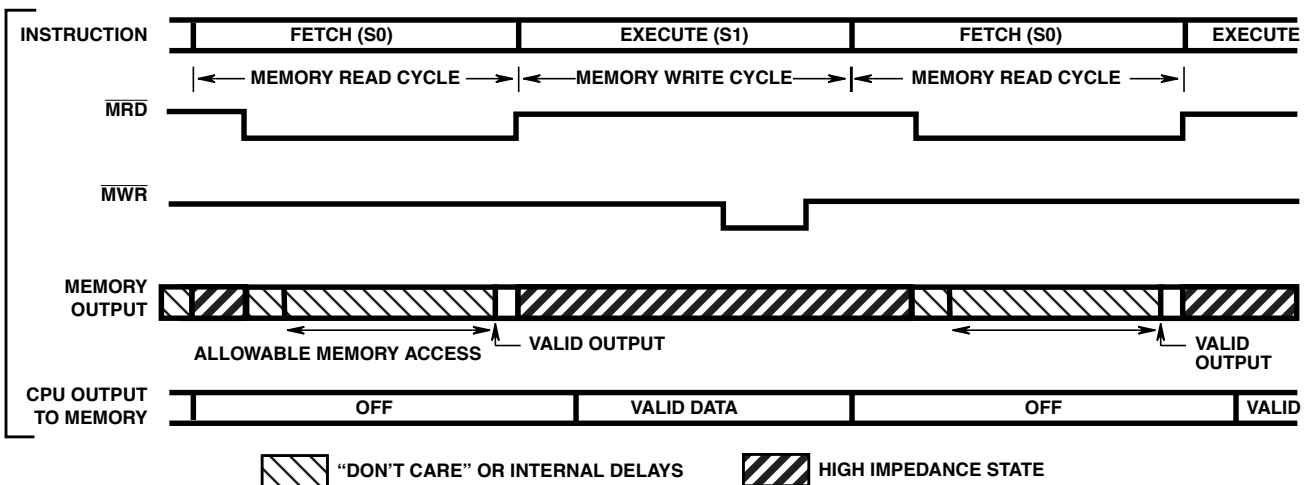 INSTRUCTION FETCH (S0) EXECUTE (S1) FETCH (S0) EXECUTE
MEMORY READ CYCLE MEMORY WRITE CYCLE MEMORY READ CYCLE
MRD
MWR
MEMORY
OUTPUT
ALLOWABLE MEMORY ACCESS
VALID OUTPUT
VALID
OUTPUT
CPU OUTPUT
TO MEMORY
OFF VALID DATA OFF VALID
“DON'T CARE” OR INTERNAL DELAYS HIGH IMPEDANCE STATE